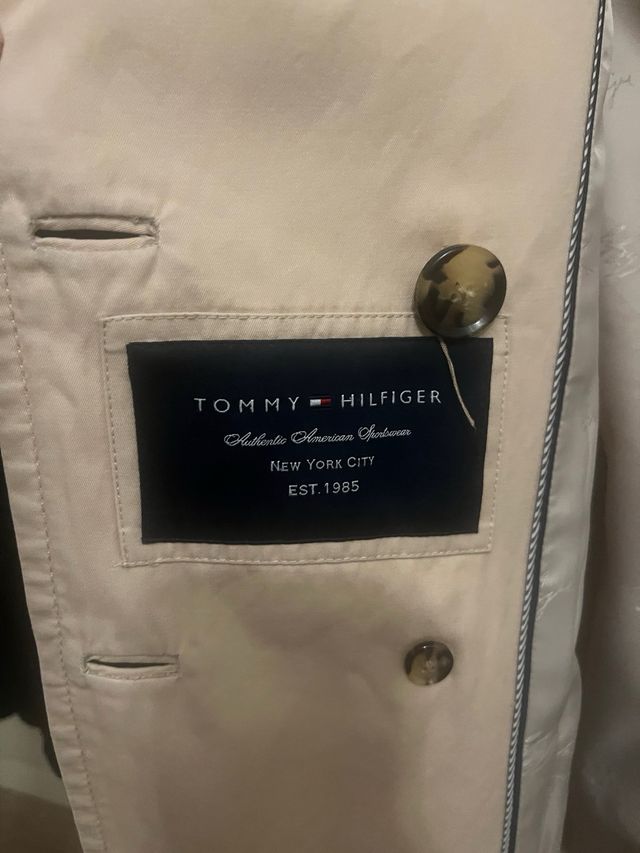 TOMMY HILFIGER
Authentic American Sportswear
NEW YORK CITY
EST. 1985